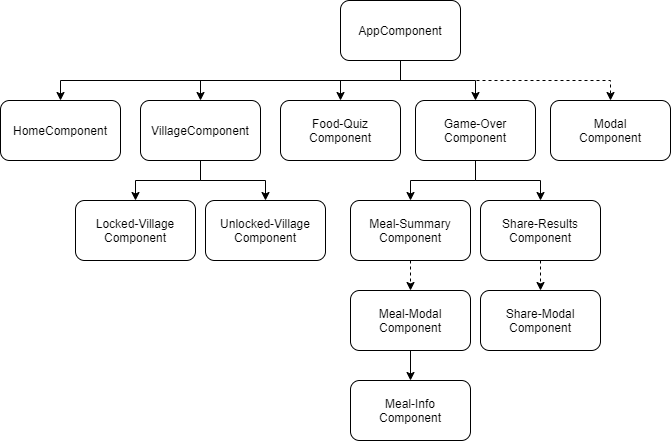 AppComponent
HomeComponent
VillageComponent
Food-Quiz
Component
Game-Over
Component
Modal
Component
Locked-Village
Component
Unlocked-Village
Component
Meal-Summary
Component
Share-Results
Component
Meal-Modal
Component
Share-Modal
Component
Meal-Info
Component